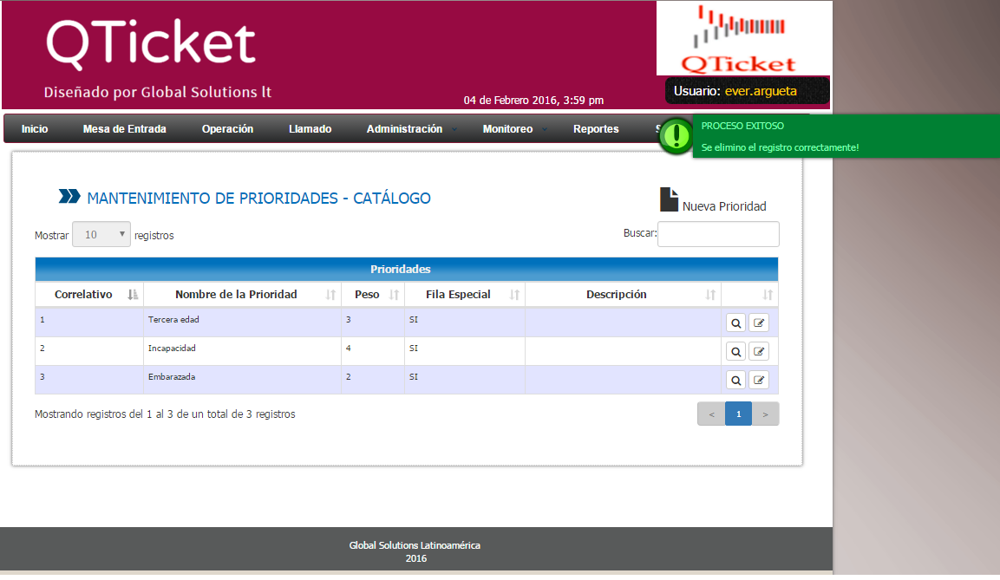 QTicket
Diseñado por Global Solutions lt
04 de Febrero 2016, 3:59 pm
QTicket
Usuario: ever.argueta
Inicio Mesa de Entrada Operación Llamado Administración Monitoreo Reportes S
PROCESO EXITOSO
Se elimino el registro correctamente!
MANTENIMIENTO DE PRIORIDADES - CATÁLOGO
Nueva Prioridad
Mostrar 10 registros
Buscar:
Prioridades
Correlativo Nombre de la Prioridad Peso Fila Especial Descripción
1 Tercera edad 3 SI
2 Incapacidad 4 SI
3 Embarazada 2 SI
Mostrando registros del 1 al 3 de un total de 3 registros
< 1 >
Global Solutions Latinoamérica
2016